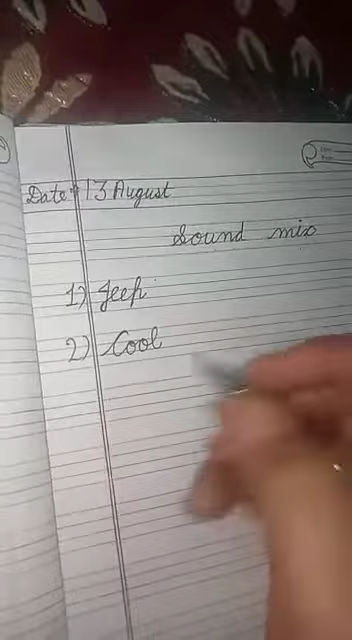 Date : 13 August
Sound mix
1) Jeep
2) Cool